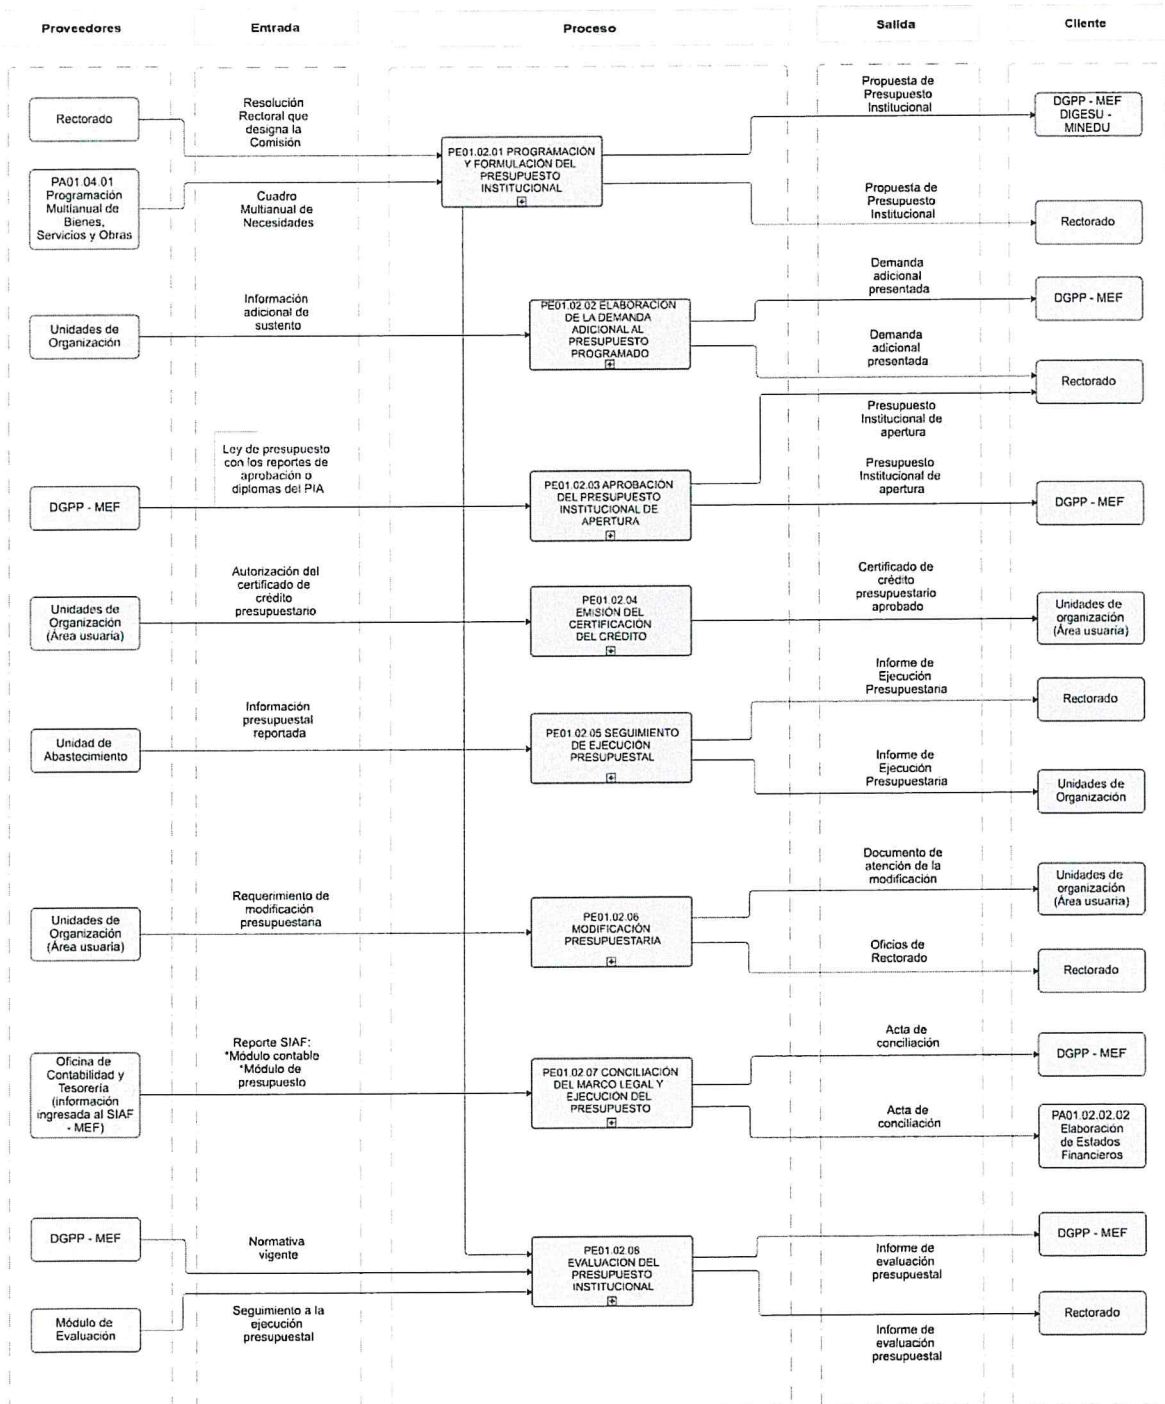 Proveedores
Entrada
Proceso
Salida
Cliente
Rectorado
Resolución
Rectoral que
designa la
Comisión
PA01.04.01
Programación
Multianual de
Bienes,
Servicios y Obras
Cuadro
Multianual de
Necesidades
PE01.02.01 PROGRAMACIÓN
Y FORMULACIÓN DEL
PRESUPUESTO
INSTITUCIONAL
Propuesta de
Presupuesto
Institucional
DGPP - MEF
DIGESU -
MINEDU
Propuesta de
Presupuesto
Institucional
Rectorado
Unidades de
Organización
Información
adicional de
sustento
PE01.02.02 ELABORACIÓN
DE LA DEMANDA
ADICIONAL AL
PRESUPUESTO
PROGRAMADO
Demanda
adicional
presentada
DGPP - MEF
Demanda
adicional
presentada
Rectorado
DGPP - MEF
Ley de presupuesto
con los reportes de
aprobación o
diplomas del PIA
PE01.02.03 APROBACIÓN
DEL PRESUPUESTO
INSTITUCIONAL DE
APERTURA
Presupuesto
Institucional de
apertura
Presupuesto
Institucional de
apertura
DGPP - MEF
Unidades de
Organización
(Área usuaria)
Autorización del
certificado de
crédito
presupuestario
PE01.02.04
EMISIÓN DEL
CERTIFICACIÓN
DEL CRÉDITO
Certificado de
crédito
presupuestario
aprobado
Unidades de
organización
(Área usuaria)
Unidad de
Abastecimiento
Información
presupuestal
reportada
PE01.02.05 SEGUIMIENTO
DE EJECUCIÓN
PRESUPUESTAL
Informe de
Ejecución
Presupuestaria
Rectorado
Informe de
Ejecución
Presupuestaria
Unidades de
Organización
Unidades de
Organización
(Área usuaria)
Requerimiento de
modificación
presupuestaria
PE01.02.06
MODIFICACIÓN
PRESUPUESTARIA
Documento de
atención de la
modificación
Unidades de
organización
(Área usuaria)
Oficios de
Rectorado
Rectorado
Oficina de
Contabilidad y
Tesorería
(información
ingresada al SIAF
- MEF)
Reporte SIAF:
*Módulo contable
*Módulo de
presupuesto
PE01.02.07 CONCILIACIÓN
DEL MARCO LEGAL Y
EJECUCIÓN DEL
PRESUPUESTO
Acta de
conciliación
DGPP - MEF
Acta de
conciliación
PA01.02.02.02
Elaboración
de Estados
Financieros
DGPP - MEF
Normativa
vigente
Módulo de
Evaluación
Seguimiento a la
ejecución
presupuestal
PE01.02.08
EVALUACIÓN DEL
PRESUPUESTO
INSTITUCIONAL
DGPP - MEF
Informe de
evaluación
presupuestal
Rectorado
Informe de
evaluación
presupuestal